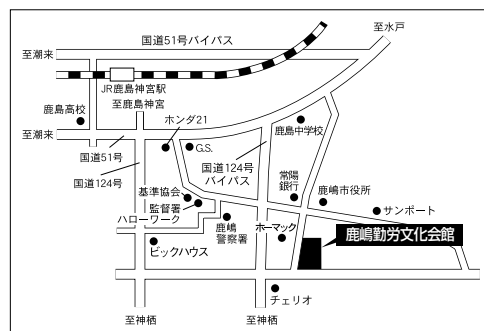 至水戸
国道51号バイパス
至潮来
JR鹿島神宮駅
至鹿島神宮
鹿島高校
ホンダ21
鹿島中学校
至潮来
G.S.
国道51号
国道124号
バイパス
国道124号
常陽
銀行
鹿嶋市役所
基準協会
監督署
サンポート
ハローワーク
鹿嶋
警察署
ホーマック
鹿嶋勤労文化会館
ビックハウス
チェリオ
至神栖
至神栖